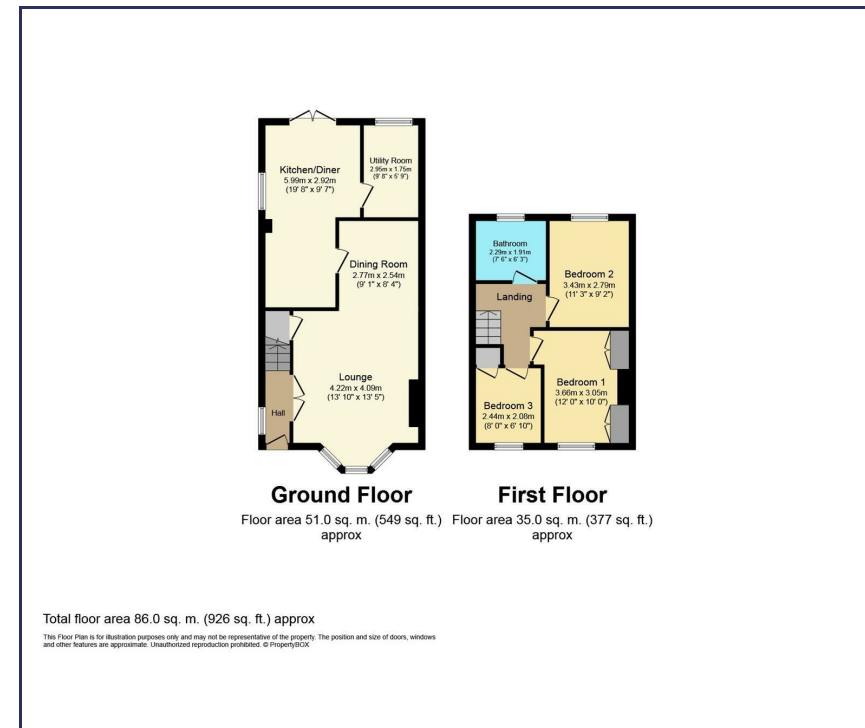 Kitchen/Diner
5.99m x 2.92m
(19' 8" x 9' 7")
Utility Room
2.95m x 1.75m
(9' 8" x 5' 9")
Dining Room
2.77m x 2.54m
(9' 1" x 8' 4")
Lounge
4.22m x 4.09m
(13' 10" x 13' 5")
Hall
Ground Floor
Floor area 51.0 sq. m. (549 sq. ft.)
approx
Bathroom
2.29m x 1.91m
(7' 6" x 6' 3")
Bedroom 2
3.43m x 2.79m
(11' 3" x 9' 2")
Landing
Bedroom 1
3.66m x 3.05m
(12' 0" x 10' 0")
Bedroom 3
2.44m x 2.08m
(8' 0" x 6' 10")
First Floor
Floor area 35.0 sq. m. (377 sq. ft.)
approx
Total floor area 86.0 sq. m. (926 sq. ft.) approx
This Floor Plan is for illustration purposes only and may not be representative of the property. The position and size of doors, windows
and other features are approximate. Unauthorized reproduction prohibited. © PropertyBOX